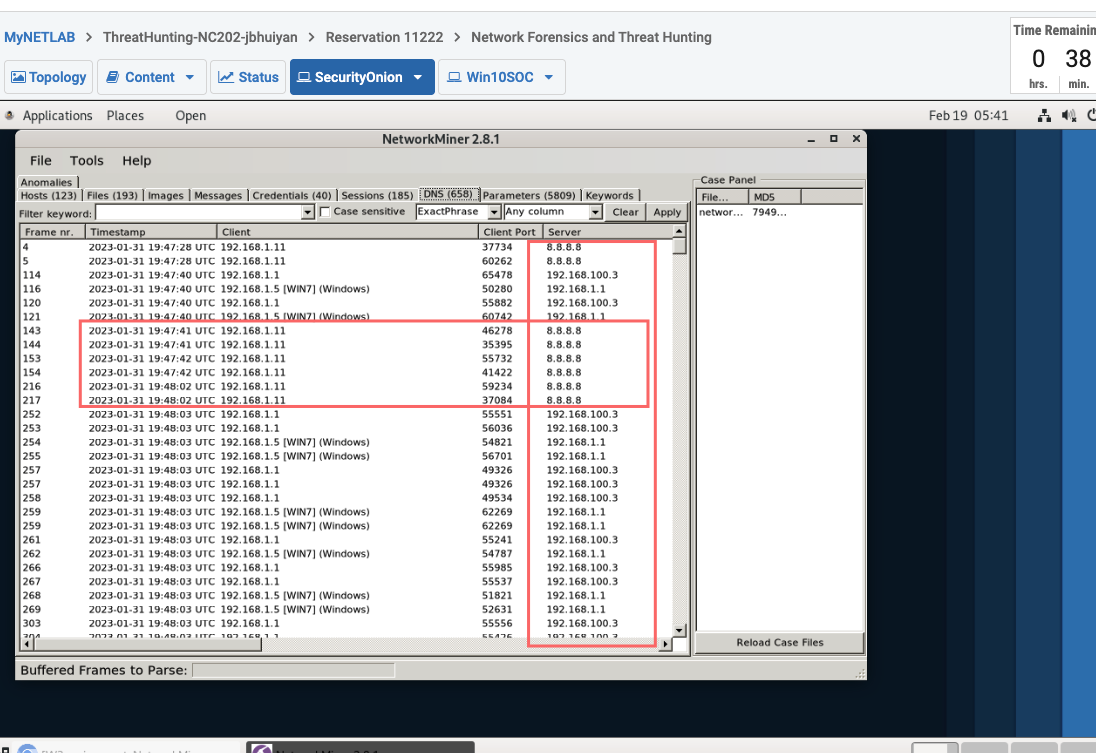 MyNETLAB > ThreatHunting-NC202-jbhuiyan > Reservation 11222 > Network Forensics and Threat Hunting
Time Remainin
0 38
hrs. min.
Topology Content Status SecurityOnion Win10SOC
Applications Places Open Feb 19 05:41
NetworkMiner 2.8.1
File Tools Help
Anomalies
Hosts (123) Files (193) Images Messages Credentials (40) Sessions (185) DNS (658) Parameters (5809) Keywords
Filter keyword: Case sensitive ExactPhrase Any column Clear Apply
Frame nr. Timestamp Client Client Port Server
4 2023-01-31 19:47:28 UTC 192.168.1.11 37734 8.8.8.8
5 2023-01-31 19:47:28 UTC 192.168.1.11 60262 8.8.8.8
114 2023-01-31 19:47:40 UTC 192.168.1.1 65478 192.168.100.3
116 2023-01-31 19:47:40 UTC 192.168.1.5 [WIN7] (Windows) 50280 192.168.1.1
120 2023-01-31 19:47:40 UTC 192.168.1.1 55882 192.168.100.3
121 2023-01-31 19:47:40 UTC 192.168.1.5 [WIN7] (Windows) 60742 192.168.1.1
143 2023-01-31 19:47:41 UTC 192.168.1.11 46278 8.8.8.8
144 2023-01-31 19:47:41 UTC 192.168.1.11 35395 8.8.8.8
153 2023-01-31 19:47:42 UTC 192.168.1.11 55732 8.8.8.8
154 2023-01-31 19:47:42 UTC 192.168.1.11 41422 8.8.8.8
216 2023-01-31 19:48:02 UTC 192.168.1.11 59234 8.8.8.8
217 2023-01-31 19:48:02 UTC 192.168.1.11 37084 8.8.8.8
252 2023-01-31 19:48:03 UTC 192.168.1.1 55551 192.168.100.3
253 2023-01-31 19:48:03 UTC 192.168.1.1 56036 192.168.100.3
254 2023-01-31 19:48:03 UTC 192.168.1.5 [WIN7] (Windows) 54821 192.168.1.1
255 2023-01-31 19:48:03 UTC 192.168.1.5 [WIN7] (Windows) 56701 192.168.1.1
257 2023-01-31 19:48:03 UTC 192.168.1.1 49326 192.168.100.3
257 2023-01-31 19:48:03 UTC 192.168.1.1 49326 192.168.100.3
258 2023-01-31 19:48:03 UTC 192.168.1.1 49534 192.168.100.3
259 2023-01-31 19:48:03 UTC 192.168.1.5 [WIN7] (Windows) 62269 192.168.1.1
259 2023-01-31 19:48:03 UTC 192.168.1.5 [WIN7] (Windows) 62269 192.168.1.1
261 2023-01-31 19:48:03 UTC 192.168.1.1 55241 192.168.100.3
262 2023-01-31 19:48:03 UTC 192.168.1.5 [WIN7] (Windows) 54787 192.168.1.1
266 2023-01-31 19:48:03 UTC 192.168.1.1 55985 192.168.100.3
267 2023-01-31 19:48:03 UTC 192.168.1.1 55537 192.168.100.3
268 2023-01-31 19:48:03 UTC 192.168.1.5 [WIN7] (Windows) 51821 192.168.1.1
269 2023-01-31 19:48:03 UTC 192.168.1.5 [WIN7] (Windows) 52631 192.168.1.1
303 2023-01-31 19:48:03 UTC 192.168.1.1 55556 192.168.100.3
304 2023-01-31 19:48:03 UTC 192.168.1.1 55426 192.168.100.3
Case Panel
File... MD5
networ... 7949...
Reload Case Files
Buffered Frames to Parse: